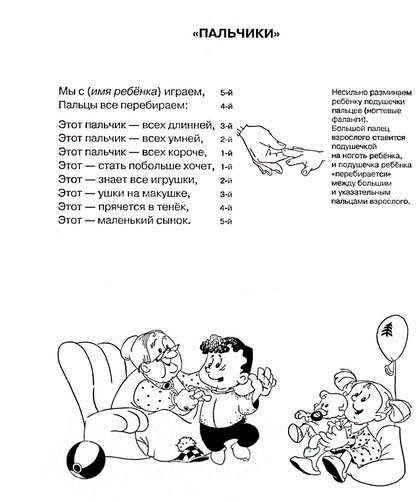 «ПАЛЬЧИКИ»
Мы с (имя ребёнка) играем, 5-й
Пальцы все перебираем: 4-й
Этот пальчик — всех длинней, 3-й
Этот пальчик — всех умней, 2-й
Этот пальчик — всех короче, 1-й
Этот — стать побольше хочет, 1-й
Этот — знает все игрушки, 2-й
Этот — ушки на макушке, 3-й
Этот — прячется в тенёк, 4-й
Этот — маленький сынок. 5-й
Несильно разминаем
ребёнку подушечки
пальцев (ногтевые
фаланги).
Большой палец
взрослого ставится
подушечкой
на ноготь ребёнка,
и подушечка ребёнка
«перебирается»
между большим
и указательным
пальцами взрослого.